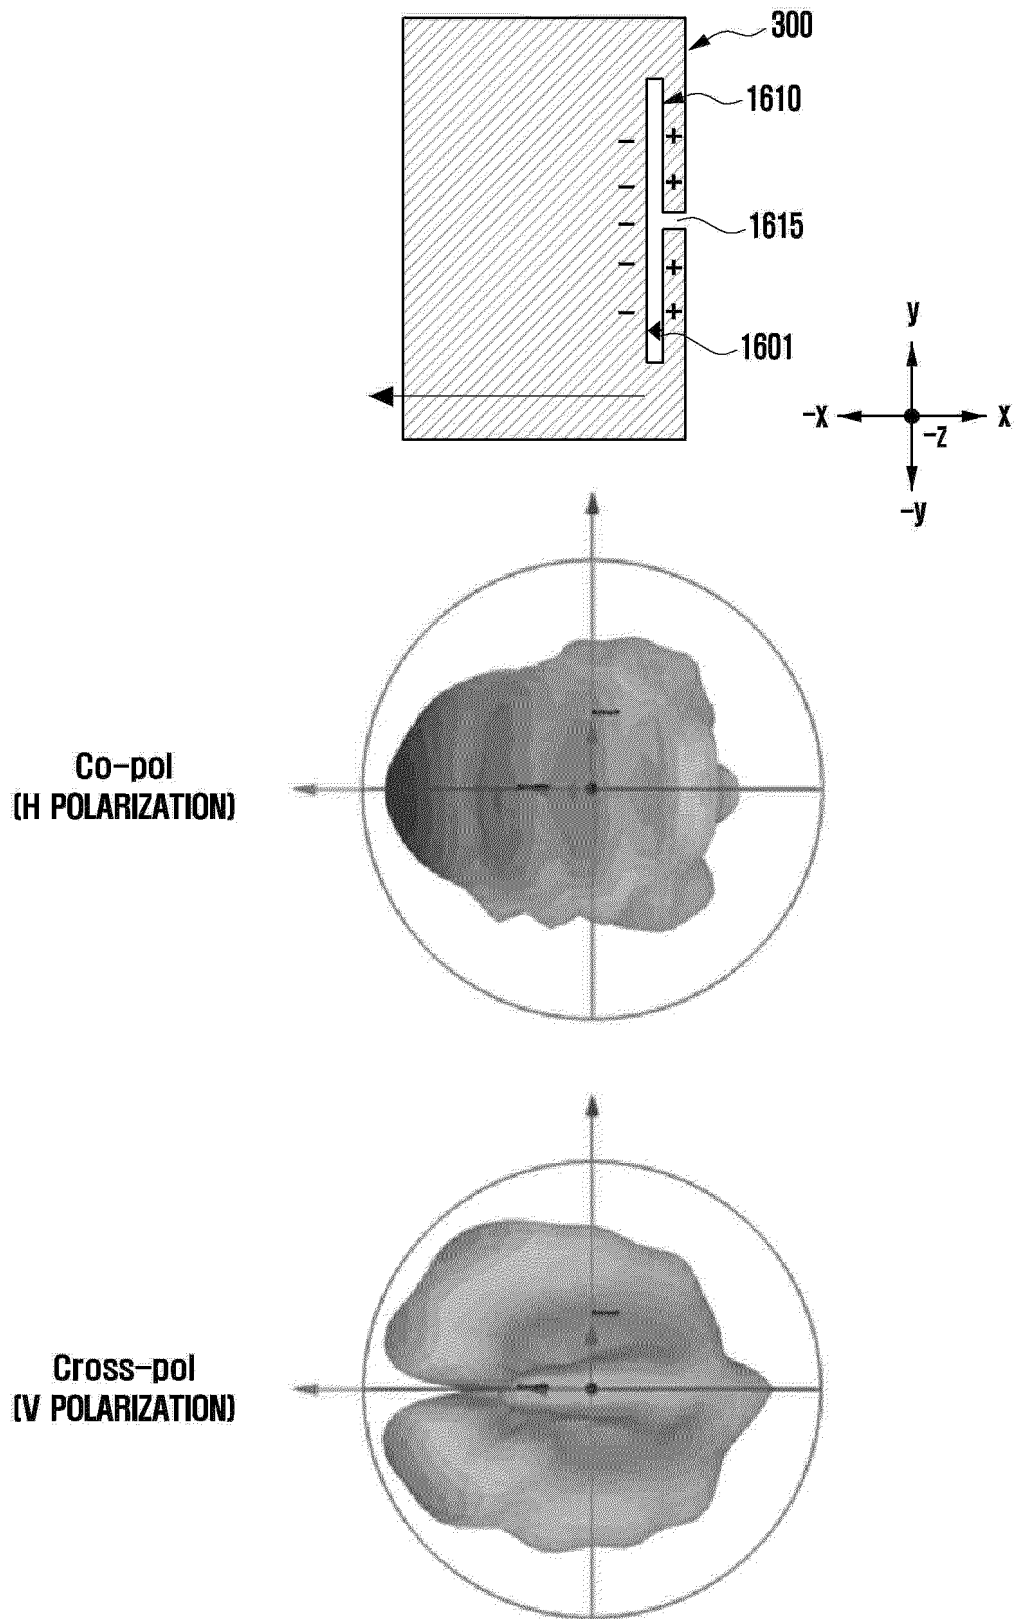 300
1610
− +
− +
− 1615
− +
− +
1601
y
-x x
-z
-y
Co-pol
(H POLARIZATION)
Cross-pol
(V POLARIZATION)